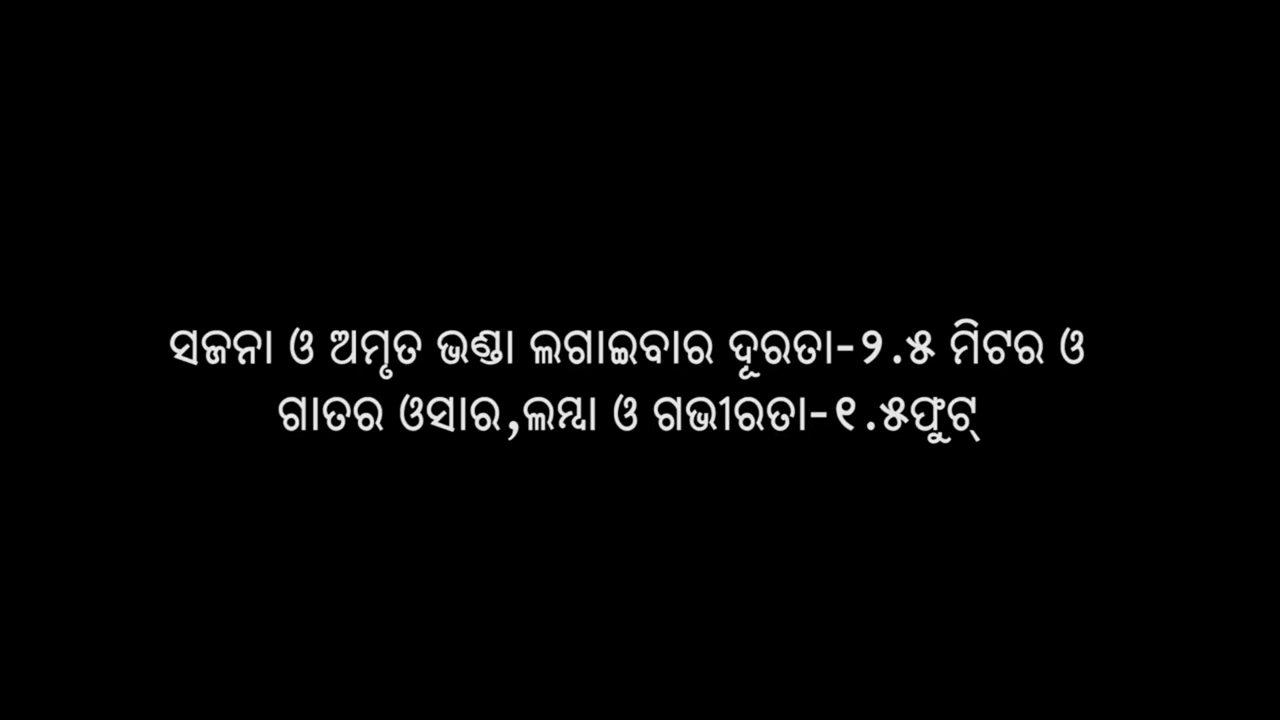 ସଜନା ଓ ଅମୃତ ଭଣ୍ଡା ଲଗାଇବାର ଦୂରତା-୨.୫ ମିଟର ଓ
ଗାତର ଓସାର,ଲମ୍ବା ଓ ଗଭୀରତା-୧.୫ଫୁଟ୍